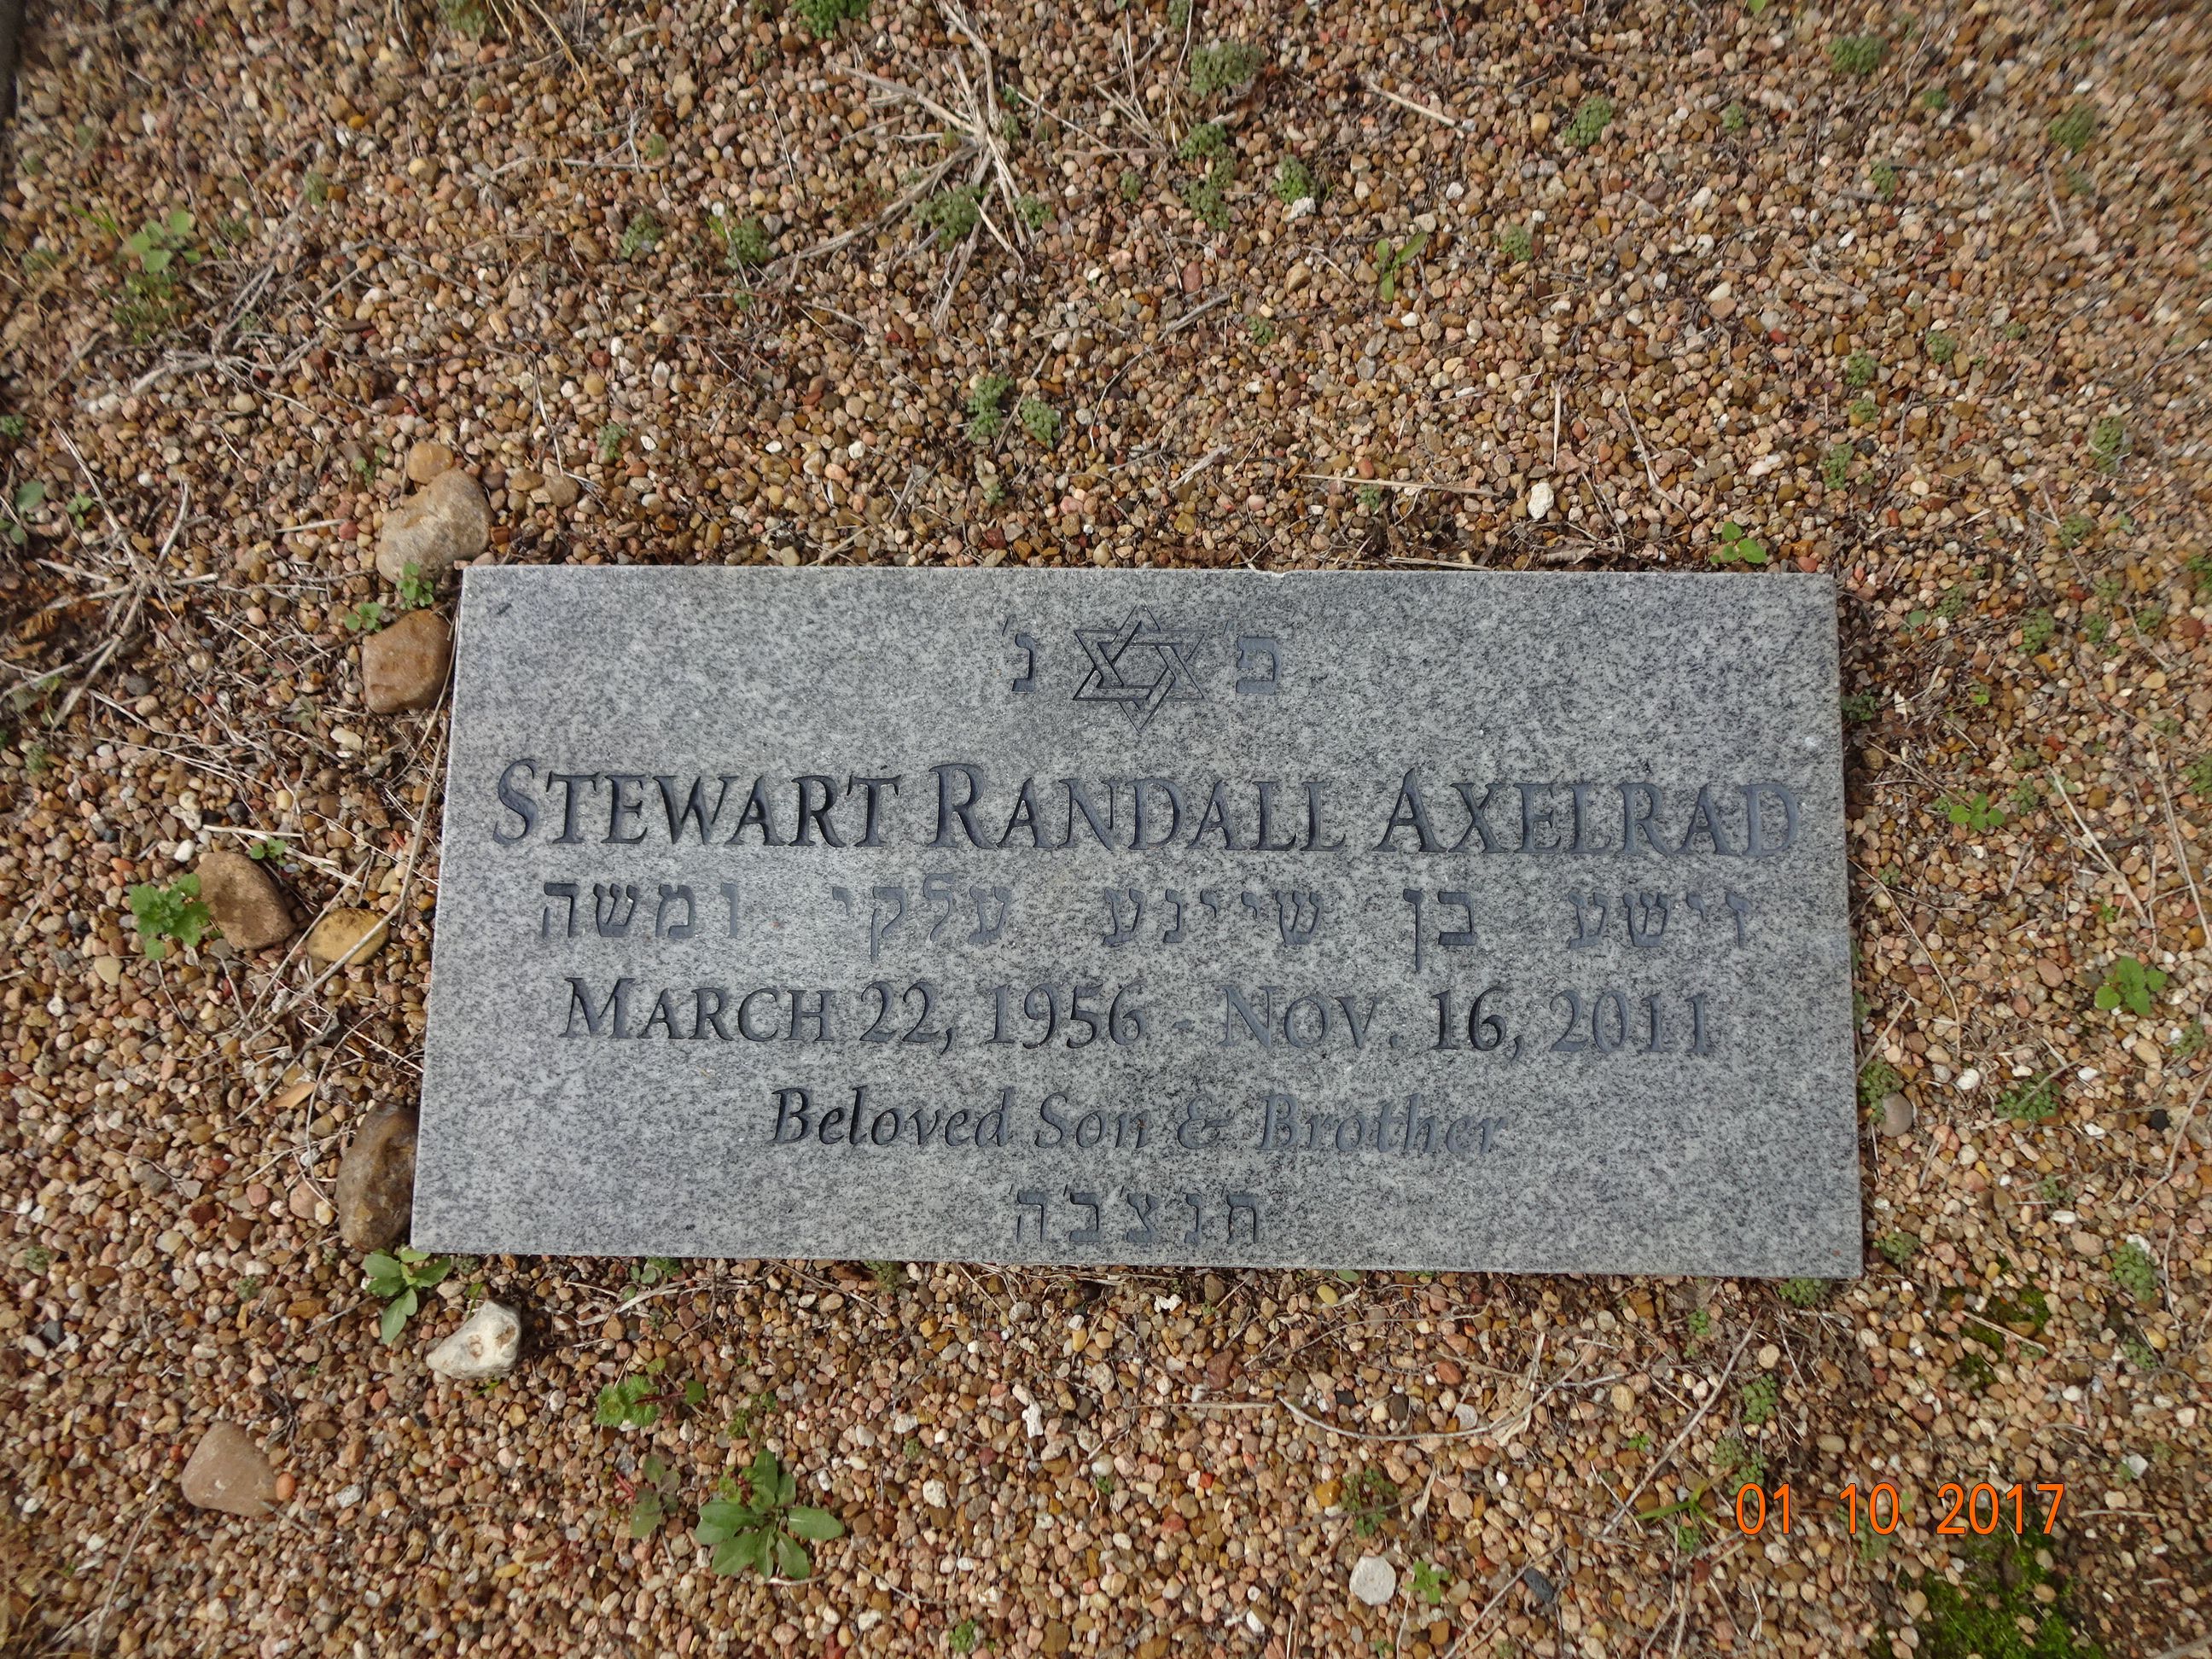 פ' נ'
STEWART RANDALL AXELRAD
זישע בן שיינע עלקי ומשה
MARCH 22, 1956 - NOV. 16, 2011
Beloved Son & Brother
תנצבה
01 10 2017